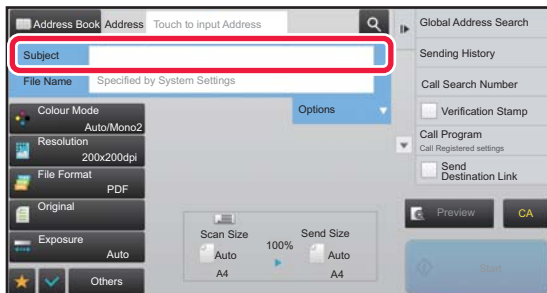 Address Book Address Touch to input Address
Subject
File Name Specified by System Settings
Colour Mode
Auto/Mono2
Resolution
200x200dpi
File Format
PDF
Original
Exposure
Auto
Others
Options
Scan Size
Auto
A4
100%
Send Size
Auto
A4
Global Address Search
Sending History
Call Search Number
Verification Stamp
Call Program
Call Registered settings
Send
Destination Link
Preview
CA
Start